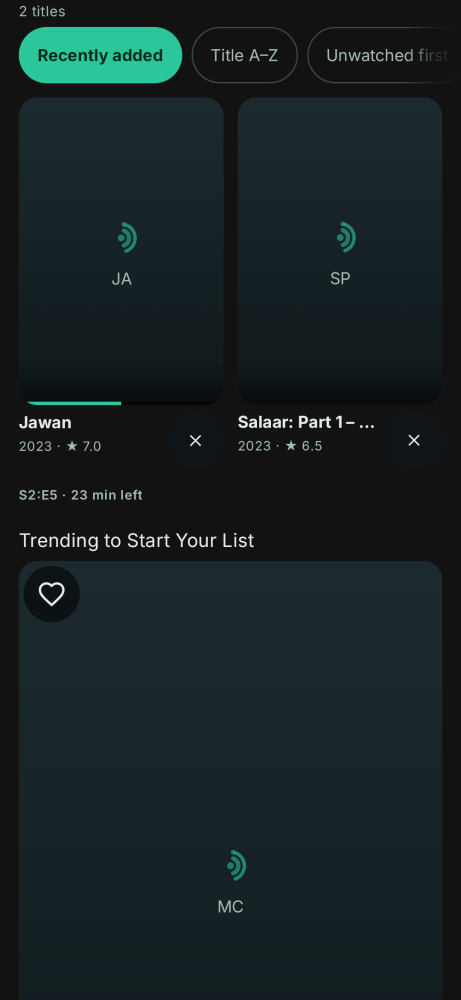 2 titles
Recently added
Title A–Z
Unwatched first
JA
SP
Jawan
2023 · ★ 7.0
Salaar: Part 1 – ...
2023 · ★ 6.5
S2:E5 · 23 min left
Trending to Start Your List
MC